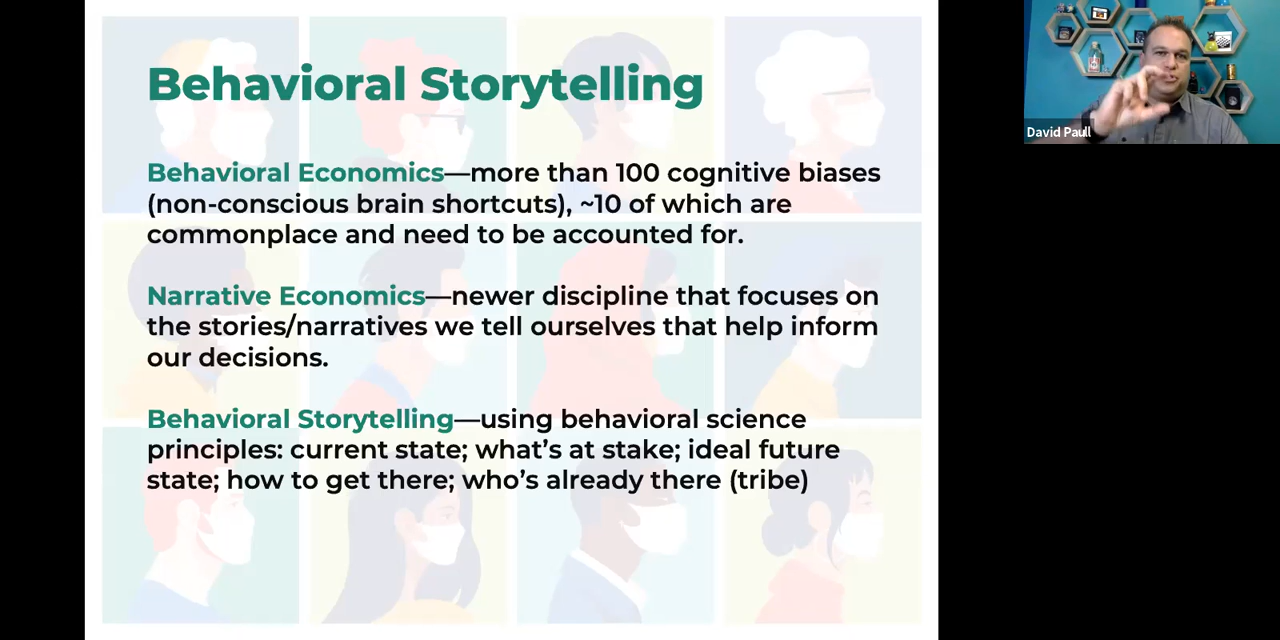 Behavioral Storytelling
Behavioral Economics—more than 100 cognitive biases
(non-conscious brain shortcuts), ~10 of which are
commonplace and need to be accounted for.
Narrative Economics—newer discipline that focuses on
the stories/narratives we tell ourselves that help inform
our decisions.
Behavioral Storytelling—using behavioral science
principles: current state; what’s at stake; ideal future
state; how to get there; who’s already there (tribe)
David Paull